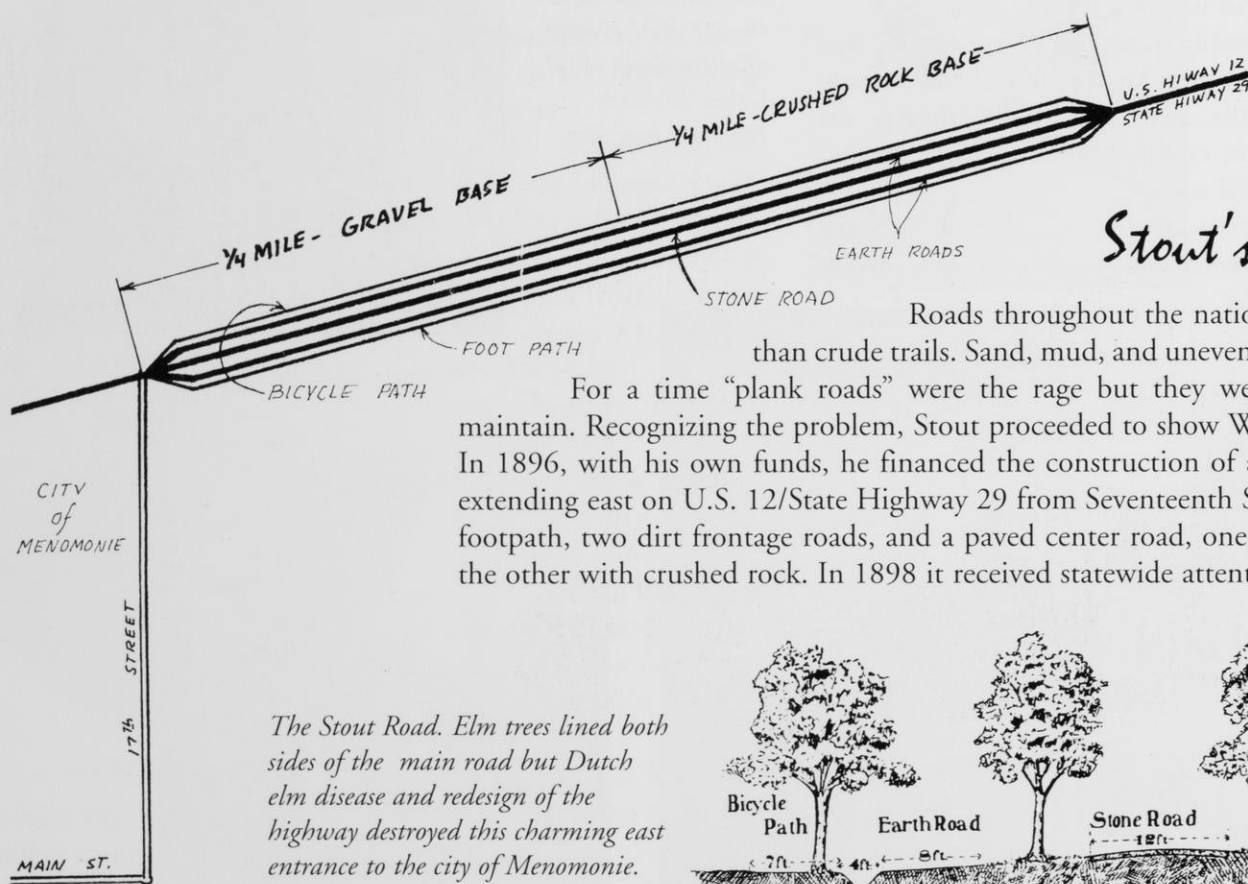 ¼ MILE - GRAVEL BASE
¼ MILE - CRUSHED ROCK BASE
U.S. HIWAY 12
STATE HIWAY 29
EARTH ROADS
STONE ROAD
FOOT PATH
BICYCLE PATH
CITY
of
MENOMONIE
17th STREET
MAIN ST.
Stout's
Roads throughout the natio
than crude trails. Sand, mud, and uneven
For a time “plank roads” were the rage but they we
maintain. Recognizing the problem, Stout proceeded to show W
In 1896, with his own funds, he financed the construction of a
extending east on U.S. 12/State Highway 29 from Seventeenth S
footpath, two dirt frontage roads, and a paved center road, one
the other with crushed rock. In 1898 it received statewide attent
The Stout Road. Elm trees lined both
sides of the main road but Dutch
elm disease and redesign of the
highway destroyed this charming east
entrance to the city of Menomonie.
Bicycle
Path
Earth Road
Stone Road
7ft
4ft
8ft
12ft